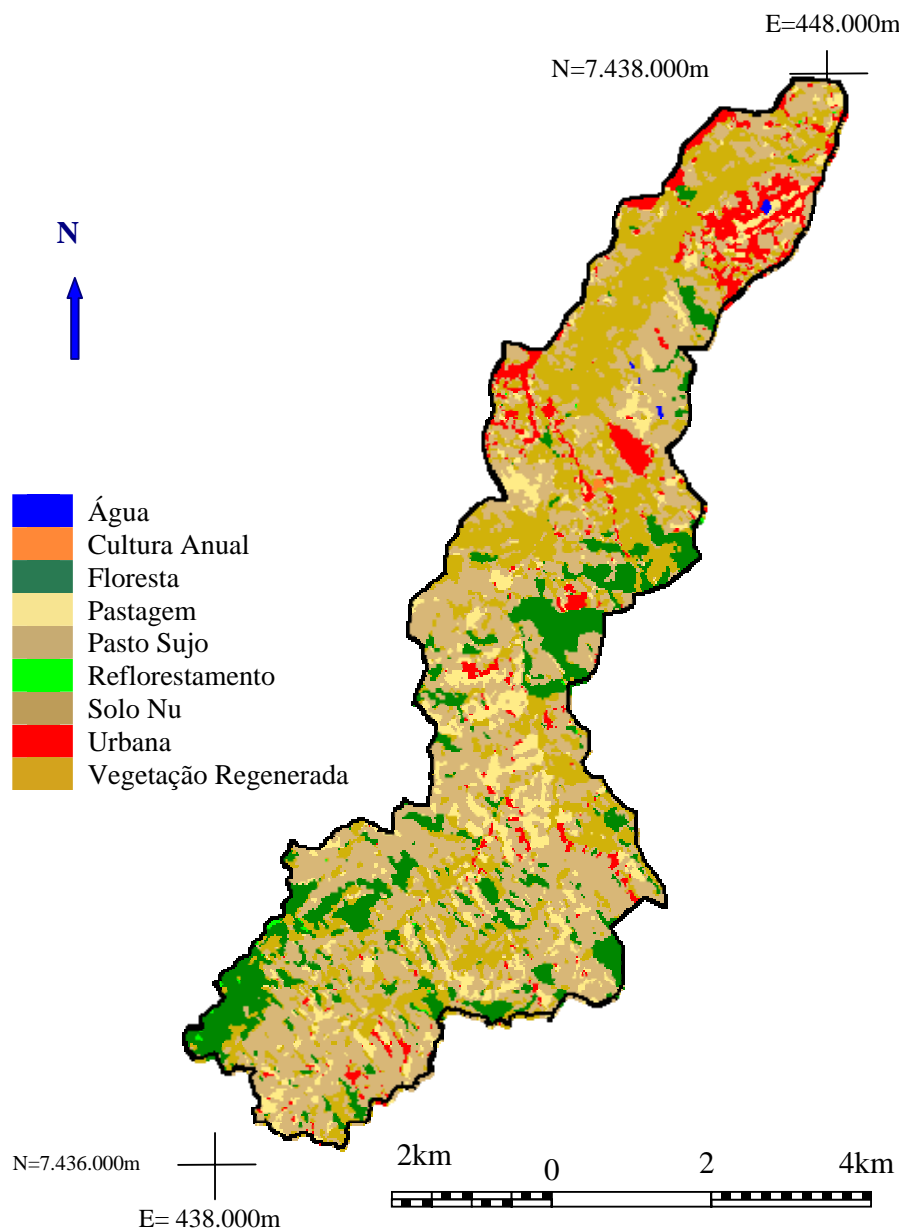 E=448.000m
N=7.438.000m
N
Água
Cultura Anual
Floresta
Pastagem
Pasto Sujo
Reflorestamento
Solo Nu
Urbana
Vegetação Regenerada
N=7.436.000m
E= 438.000m
2km 0 2 4km